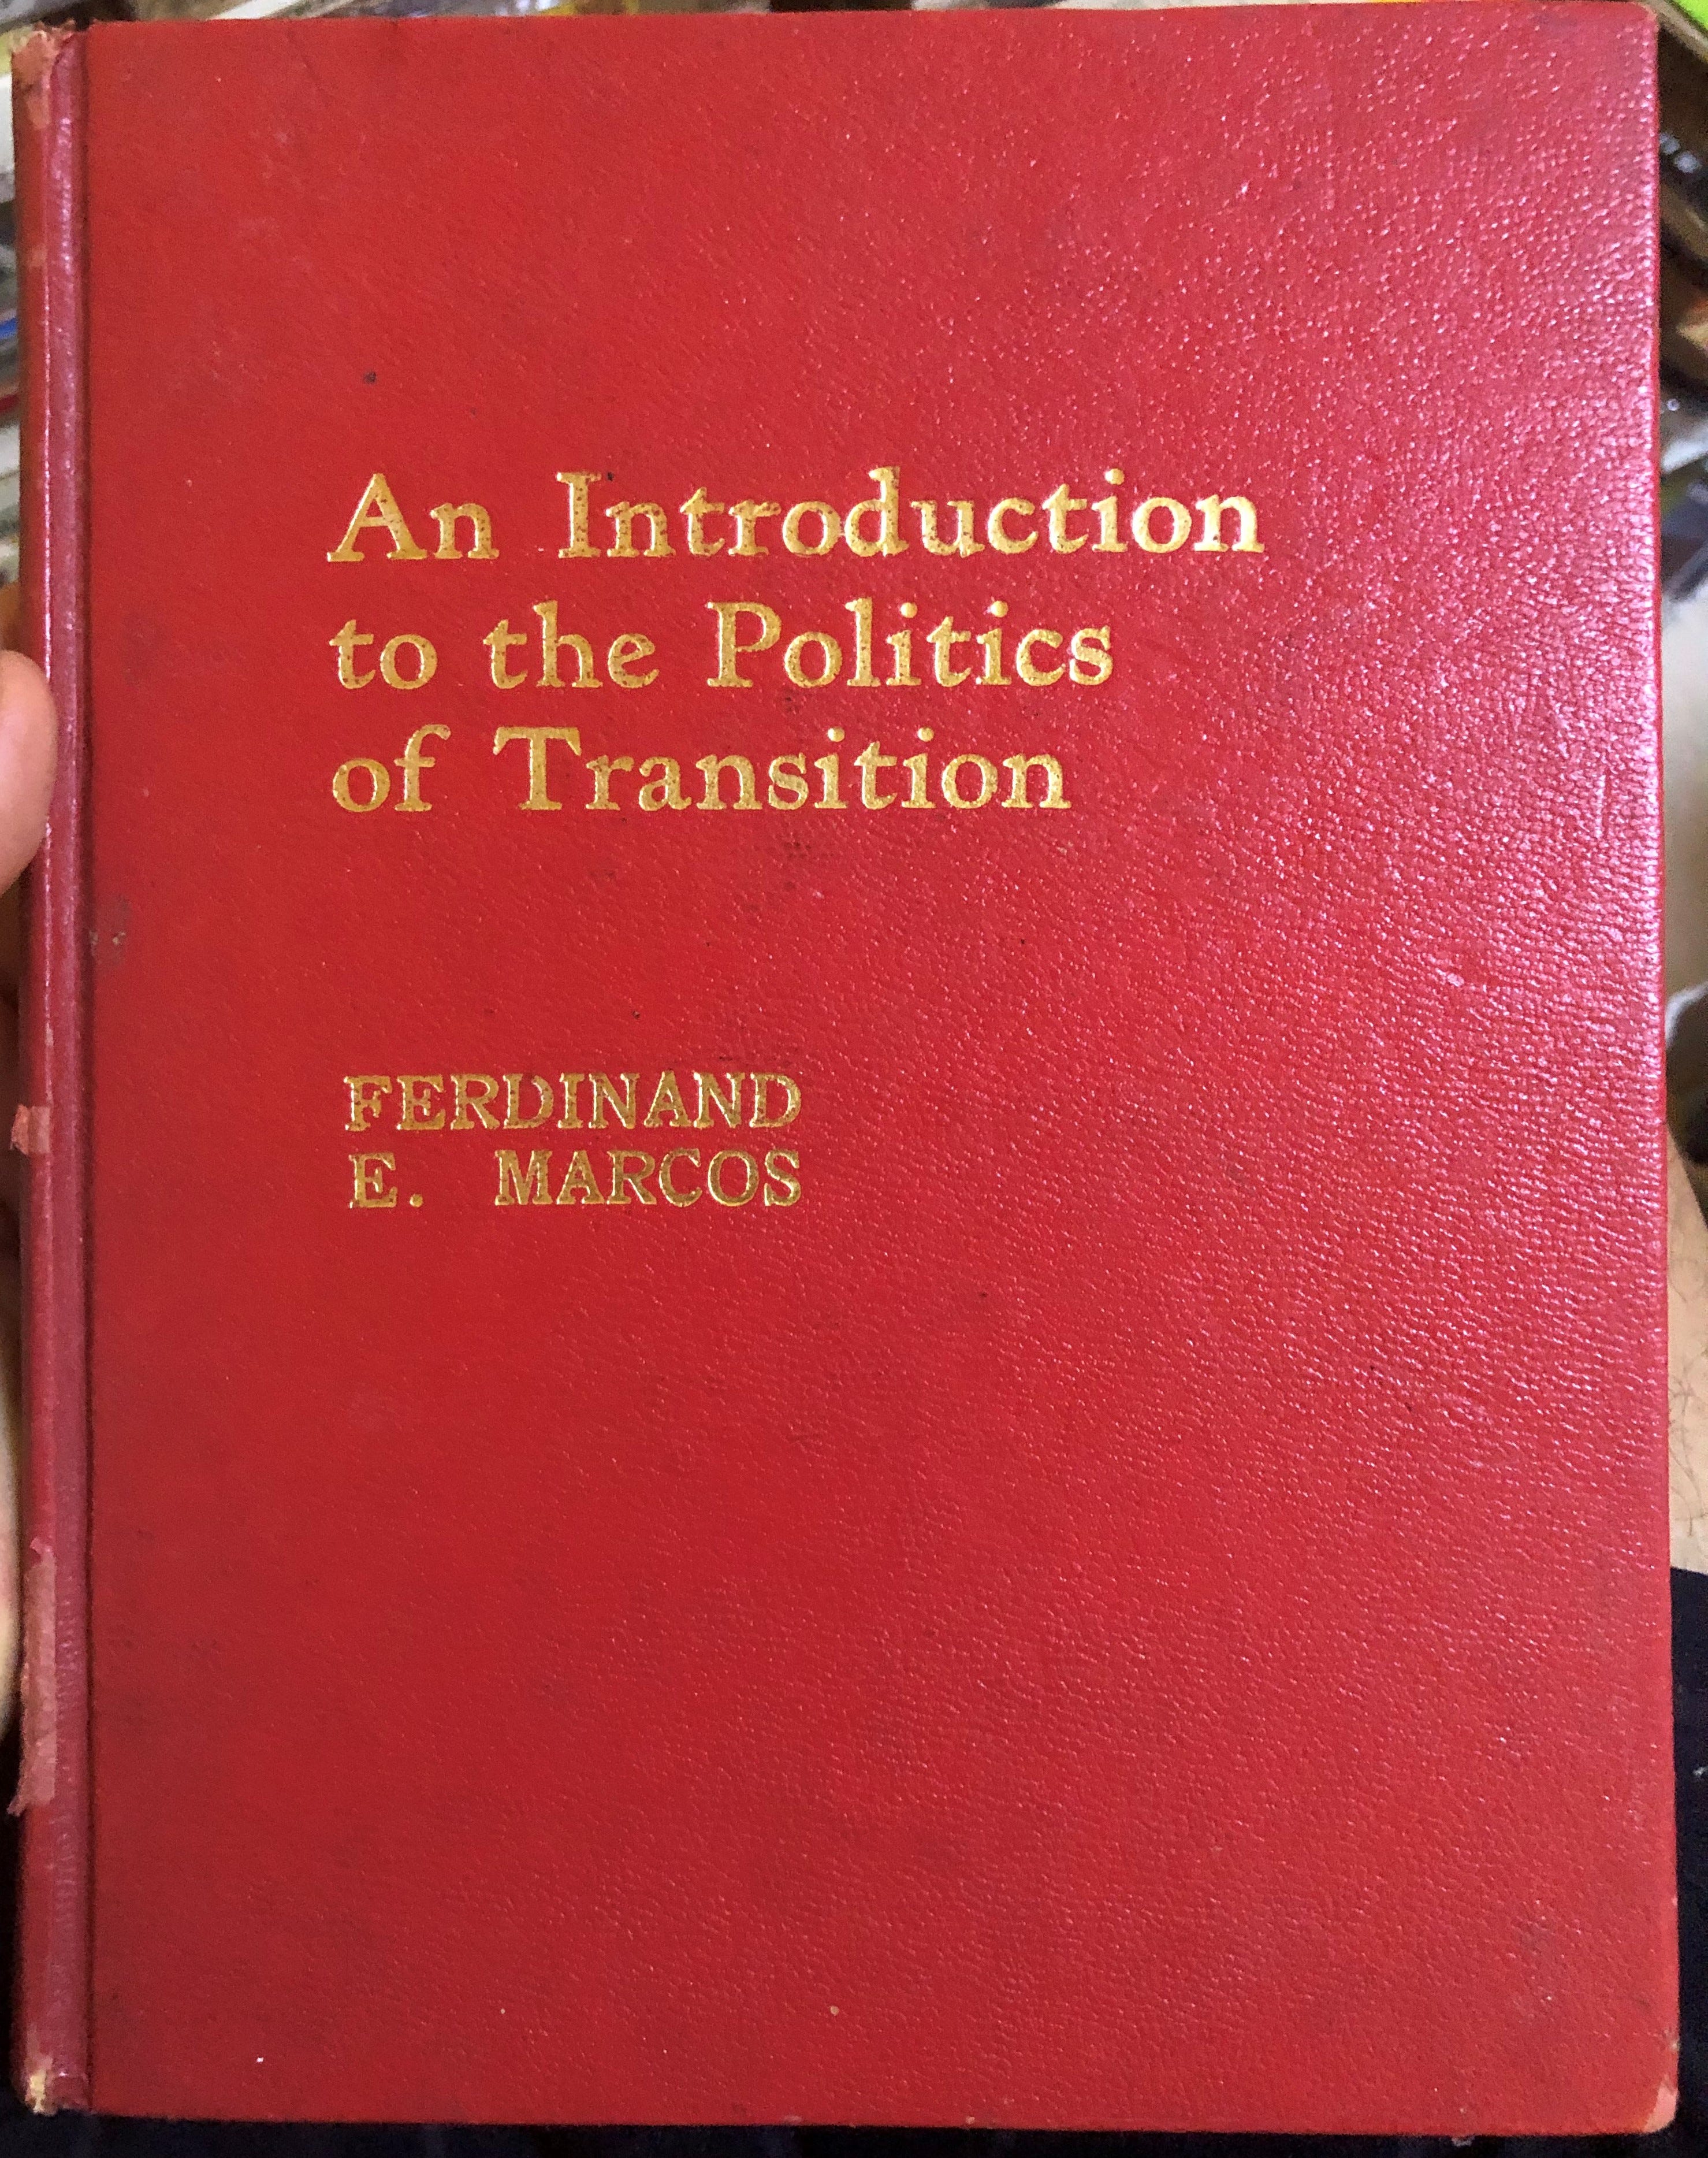 An Introduction
to the Politics
of Transition
FERDINAND
E. MARCOS